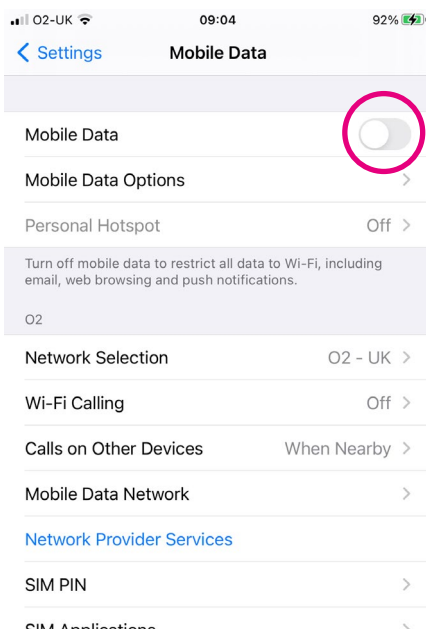 O2-UK 09:04 92%
Settings Mobile Data
Mobile Data
Mobile Data Options
Personal Hotspot Off
Turn off mobile data to restrict all data to Wi-Fi, including
email, web browsing and push notifications.
O2
Network Selection O2 - UK
Wi-Fi Calling Off
Calls on Other Devices When Nearby
Mobile Data Network
Network Provider Services
SIM PIN
SIM Applications